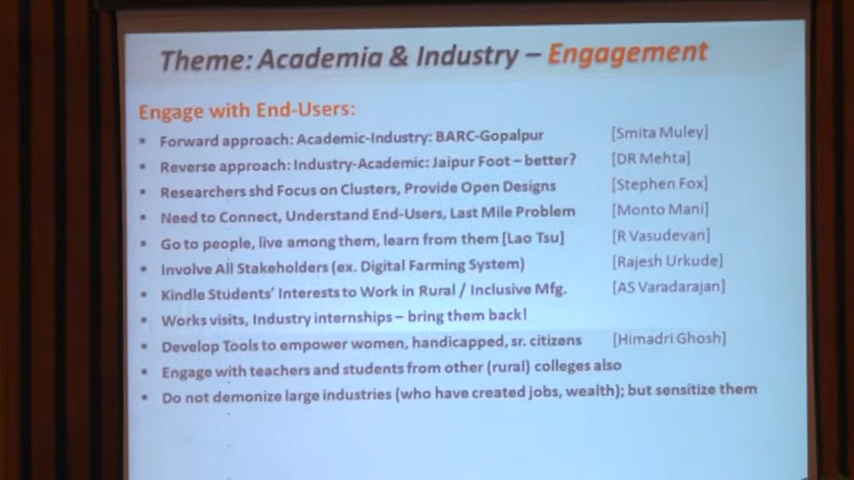 Theme: Academia & Industry – Engagement
Engage with End-Users:
▪ Forward approach: Academic-Industry: BARC-Gopalpur [Smita Muley]
▪ Reverse approach: Industry-Academic: Jaipur Foot – better? [DR Mehta]
▪ Researchers shd Focus on Clusters, Provide Open Designs [Stephen Fox]
▪ Need to Connect, Understand End-Users, Last Mile Problem [Monto Mani]
▪ Go to people, live among them, learn from them [Lao Tsu] [R Vasudevan]
▪ Involve All Stakeholders (ex. Digital Farming System) [Rajesh Urkude]
▪ Kindle Students' Interests to Work in Rural / Inclusive Mfg. [AS Varadarajan]
▪ Works visits, Industry internships – bring them back!
▪ Develop Tools to empower women, handicapped, sr. citizens [Himadri Ghosh]
▪ Engage with teachers and students from other (rural) colleges also
▪ Do not demonize large industries (who have created jobs, wealth); but sensitize them